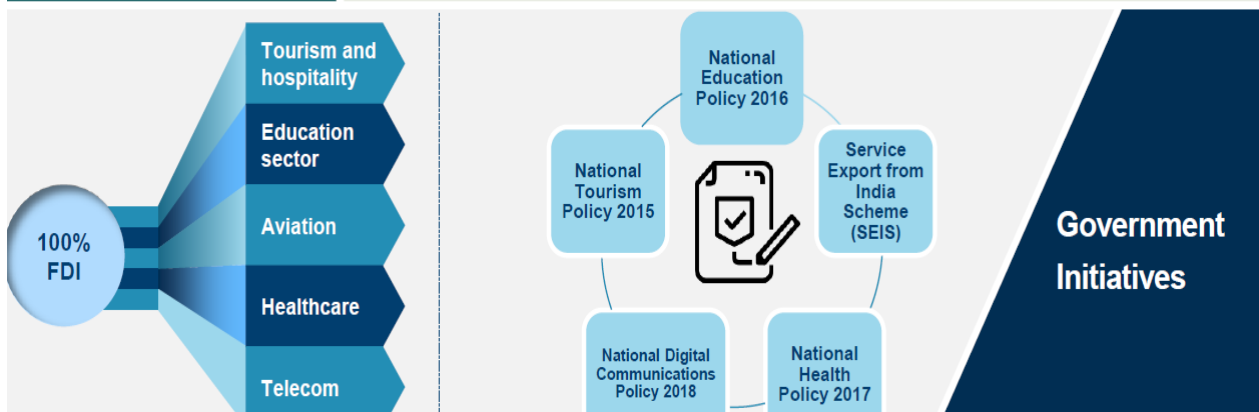 100%
FDI
Tourism and
hospitality
Education
sector
Aviation
Healthcare
Telecom
National
Education
Policy 2016
National
Tourism
Policy 2015
Service
Export from
India
Scheme
(SEIS)
National Digital
Communications
Policy 2018
National
Health
Policy 2017
Government
Initiatives